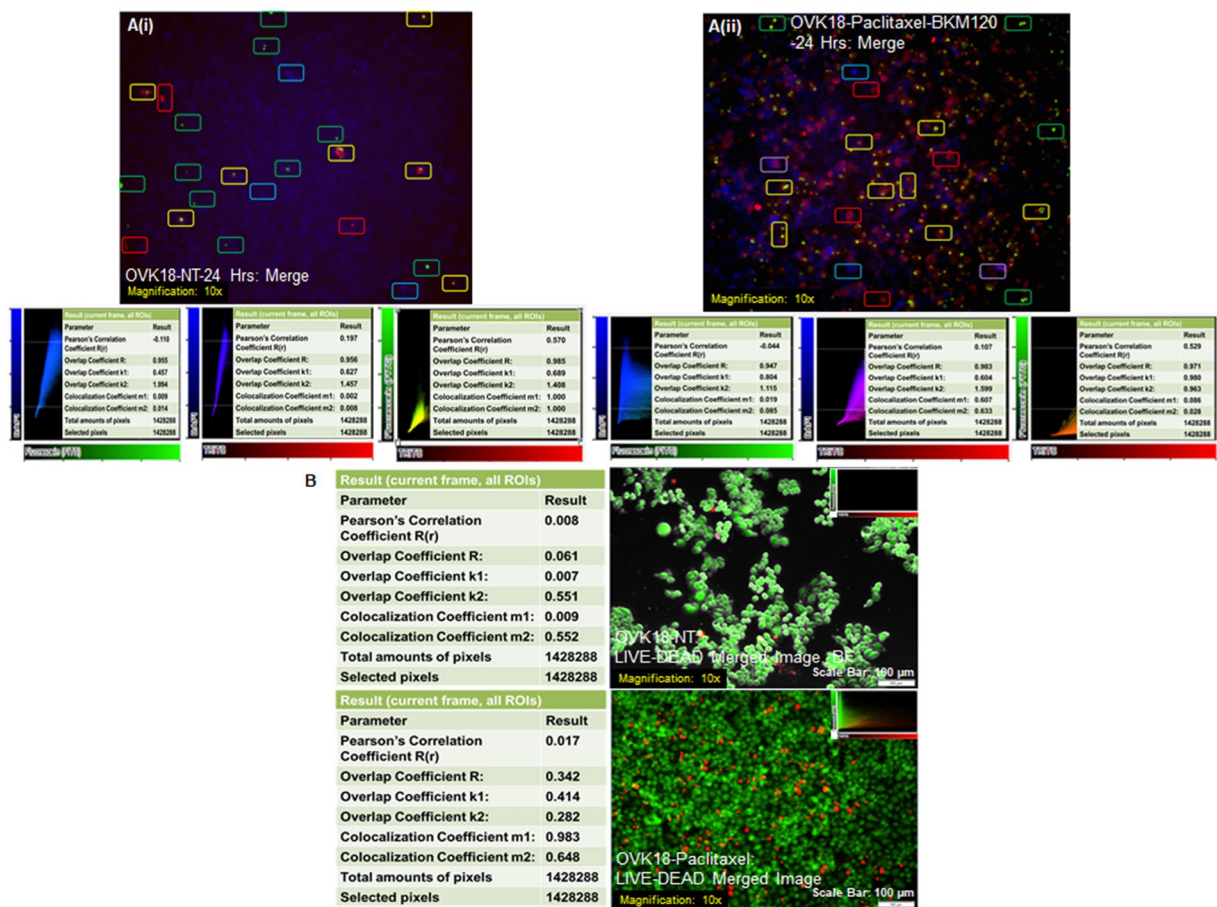 A(i)
OVK18-NT-24 Hrs: Merge
Magnification: 10x
A(ii)
OVK18-Paclitaxel-BKM120
-24 Hrs: Merge
Magnification: 10x
DAPI
Result (current frame, all ROIs)
Parameter Result
Pearson's Correlation -0.110
Coefficient R(r)
Overlap Coefficient R: 0.955
Overlap Coefficient k1: 0.457
Overlap Coefficient k2: 1.994
Colocalization Coefficient m1: 0.009
Colocalization Coefficient m2: 0.014
Total amounts of pixels 1428288
Selected pixels 1428288
Fluorescein (FITC)
DAPI
Result (current frame, all ROIs)
Parameter Result
Pearson's Correlation 0.197
Coefficient R(r)
Overlap Coefficient R: 0.956
Overlap Coefficient k1: 0.627
Overlap Coefficient k2: 1.457
Colocalization Coefficient m1: 0.002
Colocalization Coefficient m2: 0.008
Total amounts of pixels 1428288
Selected pixels 1428288
TRITC
Fluorescein (FITC)
Result (current frame, all ROIs)
Parameter Result
Pearson's Correlation 0.570
Coefficient R(r)
Overlap Coefficient R: 0.985
Overlap Coefficient k1: 0.689
Overlap Coefficient k2: 1.408
Colocalization Coefficient m1: 1.000
Colocalization Coefficient m2: 1.000
Total amounts of pixels 1428288
Selected pixels 1428288
TRITC
DAPI
Result (current frame, all ROIs)
Parameter Result
Pearson's Correlation -0.044
Coefficient R(r)
Overlap Coefficient R: 0.947
Overlap Coefficient k1: 0.804
Overlap Coefficient k2: 1.115
Colocalization Coefficient m1: 0.019
Colocalization Coefficient m2: 0.085
Total amounts of pixels 1428288
Selected pixels 1428288
Fluorescein (FITC)
DAPI
Result (current frame, all ROIs)
Parameter Result
Pearson's Correlation 0.107
Coefficient R(r)
Overlap Coefficient R: 0.983
Overlap Coefficient k1: 0.604
Overlap Coefficient k2: 1.599
Colocalization Coefficient m1: 0.607
Colocalization Coefficient m2: 0.633
Total amounts of pixels 1428288
Selected pixels 1428288
TRITC
Fluorescein (FITC)
Result (current frame, all ROIs)
Parameter Result
Pearson's Correlation 0.529
Coefficient R(r)
Overlap Coefficient R: 0.971
Overlap Coefficient k1: 0.980
Overlap Coefficient k2: 0.963
Colocalization Coefficient m1: 0.086
Colocalization Coefficient m2: 0.028
Total amounts of pixels 1428288
Selected pixels 1428288
TRITC
B
Result (current frame, all ROIs)
Parameter Result
Pearson's Correlation 0.008
Coefficient R(r)
Overlap Coefficient R: 0.061
Overlap Coefficient k1: 0.007
Overlap Coefficient k2: 0.551
Colocalization Coefficient m1: 0.009
Colocalization Coefficient m2: 0.552
Total amounts of pixels 1428288
Selected pixels 1428288
OVK18-NT:
LIVE-DEAD Merged Image, BF
Magnification: 10x
Scale Bar: 100 µm
Result (current frame, all ROIs)
Parameter Result
Pearson's Correlation 0.017
Coefficient R(r)
Overlap Coefficient R: 0.342
Overlap Coefficient k1: 0.414
Overlap Coefficient k2: 0.282
Colocalization Coefficient m1: 0.983
Colocalization Coefficient m2: 0.648
Total amounts of pixels 1428288
Selected pixels 1428288
OVK18-Paclitaxel:
LIVE-DEAD Merged Image
Magnification: 10x
Scale Bar: 100 µm